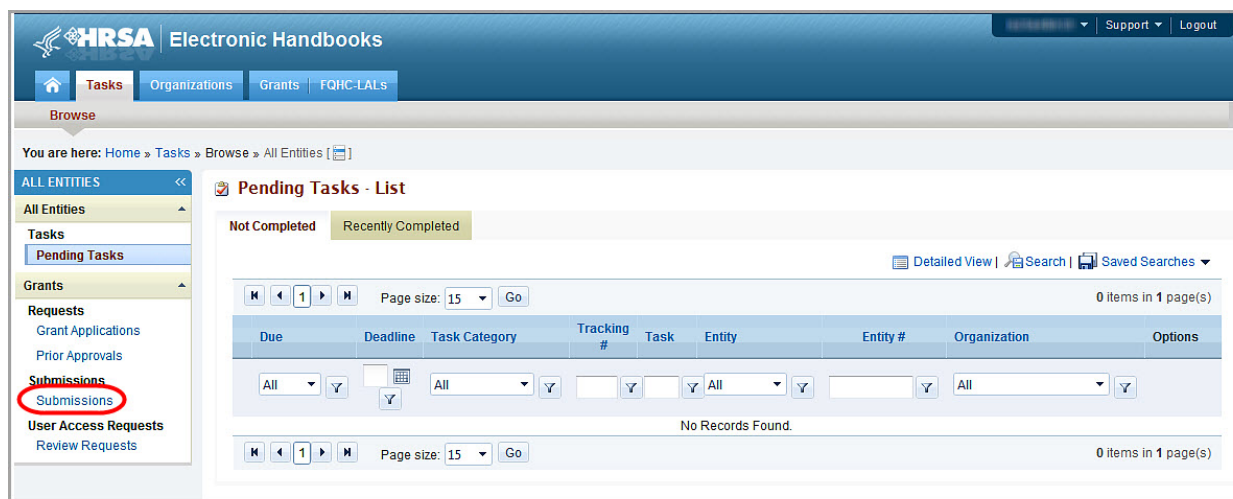 HRSA Electronic Handbooks
Support Logout
Tasks Organizations Grants FQHC-LALs
Browse
You are here: Home » Tasks » Browse » All Entities [ ]
ALL ENTITIES «
All Entities
Tasks
Pending Tasks
Grants
Requests
Grant Applications
Prior Approvals
Submissions
Submissions
User Access Requests
Review Requests
Pending Tasks - List
Not Completed Recently Completed
Detailed View | Search | Saved Searches
1 Page size: 15 Go 0 items in 1 page(s)
Due Deadline Task Category Tracking # Task Entity Entity # Organization Options
All All All All
No Records Found.
1 Page size: 15 Go 0 items in 1 page(s)